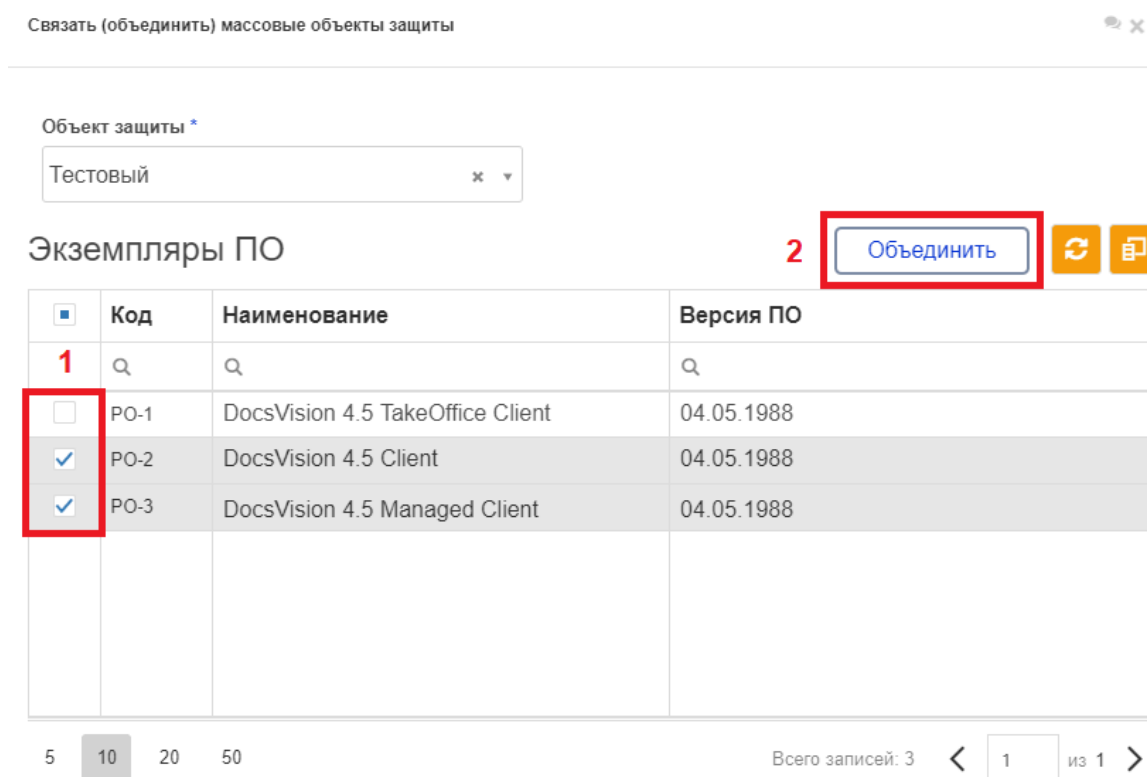 Связать (объединить) массовые объекты защиты
Объект защиты *
Тестовый
Экземпляры ПО
2
Объединить
Код Наименование Версия ПО
1
PO-1 DocsVision 4.5 TakeOffice Client 04.05.1988
PO-2 DocsVision 4.5 Client 04.05.1988
PO-3 DocsVision 4.5 Managed Client 04.05.1988
5 10 20 50 Всего записей: 3 1 из 1